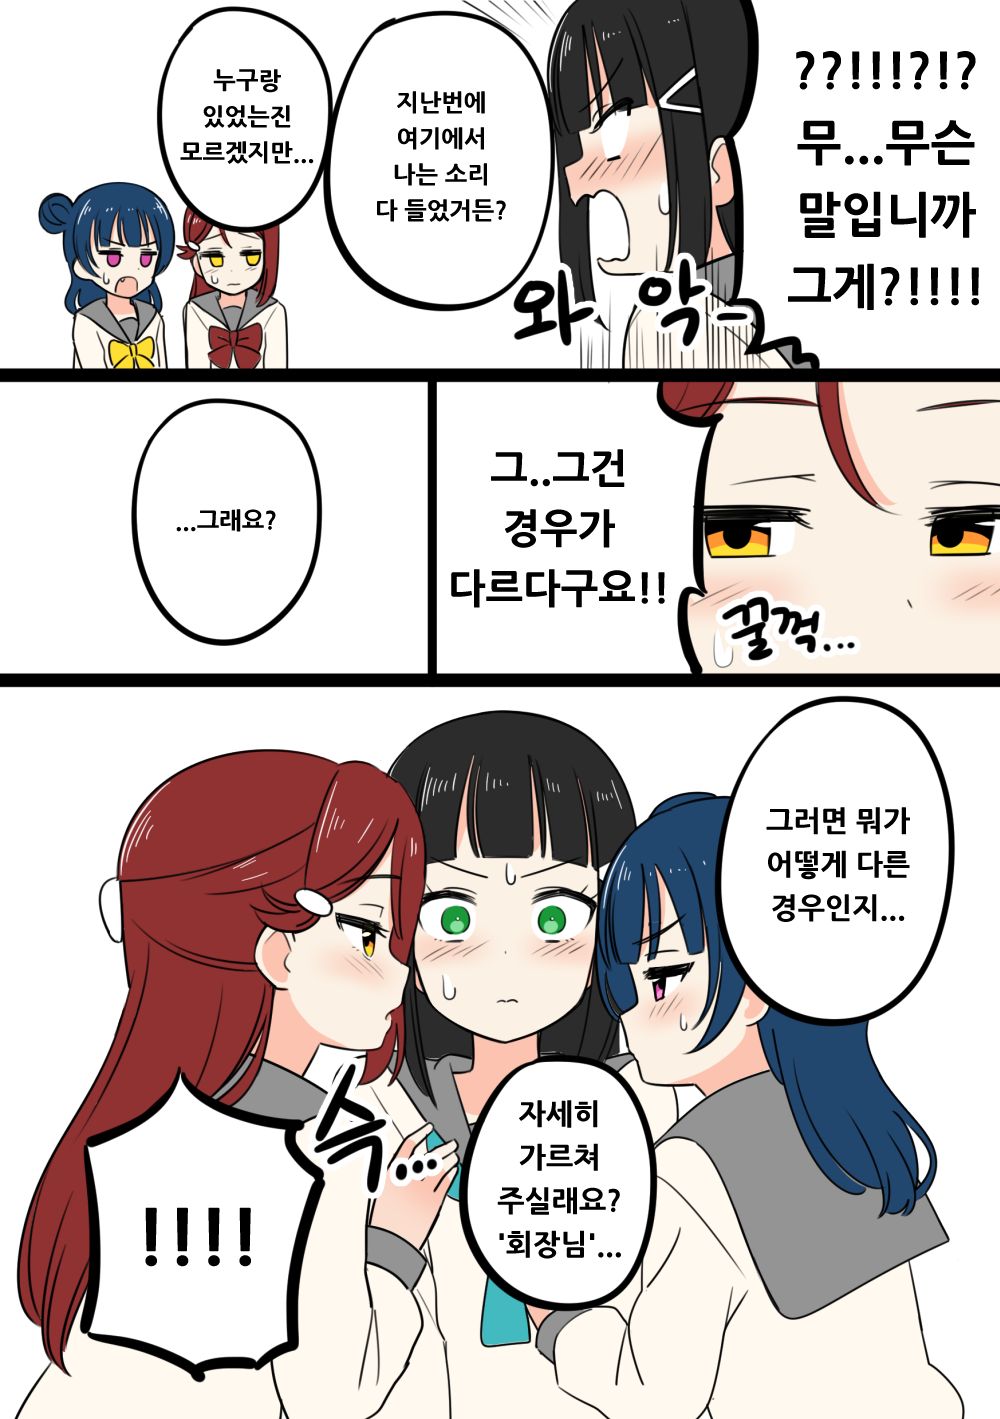 누구랑
있었는진
모르겠지만...
지난번에
여기에서
나는 소리
다 들었거든?
??!!!?!?
무...무슨
말입니까
그게?!!!!
와악-
...그래요?
그..그건
경우가
다르다구요!!
꿀꺽...
그러면 뭐가
어떻게 다른
경우인지...
스윽...
자세히
가르쳐
주실래요?
'회장님'...
!!!!